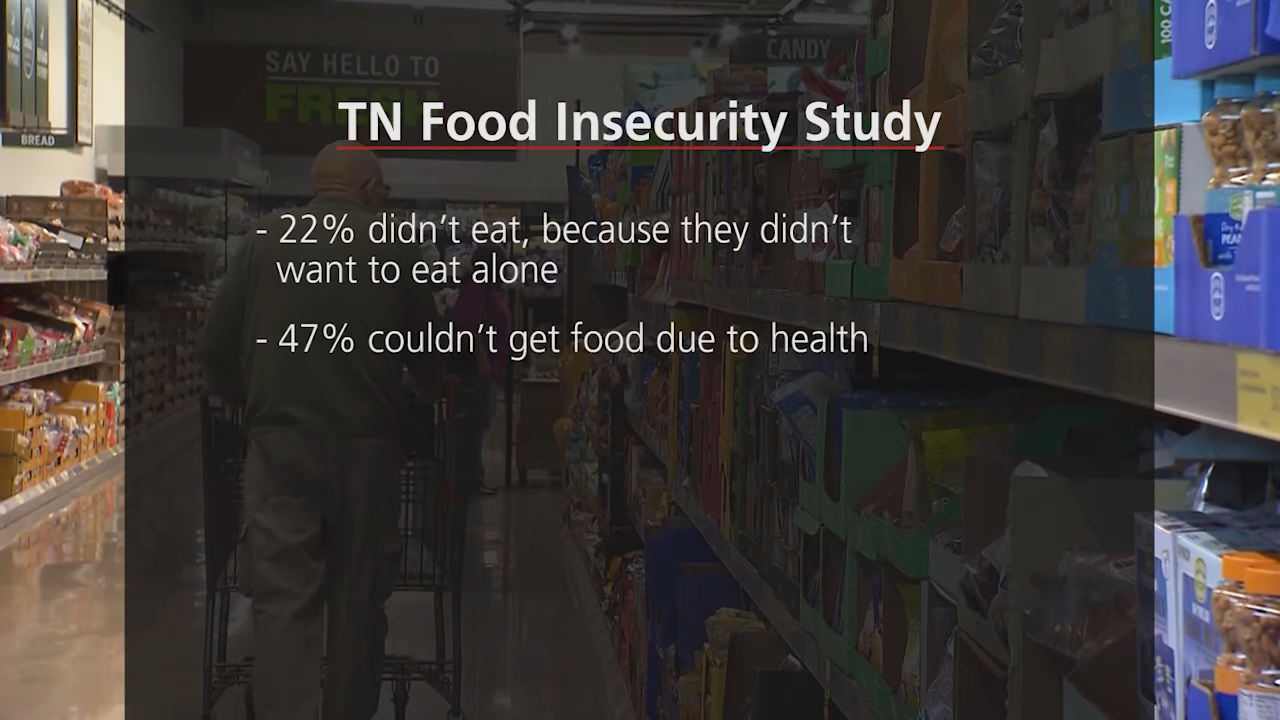 SAY HELLO TO
FRESH
CANDY
BREAD
TN Food Insecurity Study
- 22% didn't eat, because they didn't
want to eat alone
- 47% couldn't get food due to health